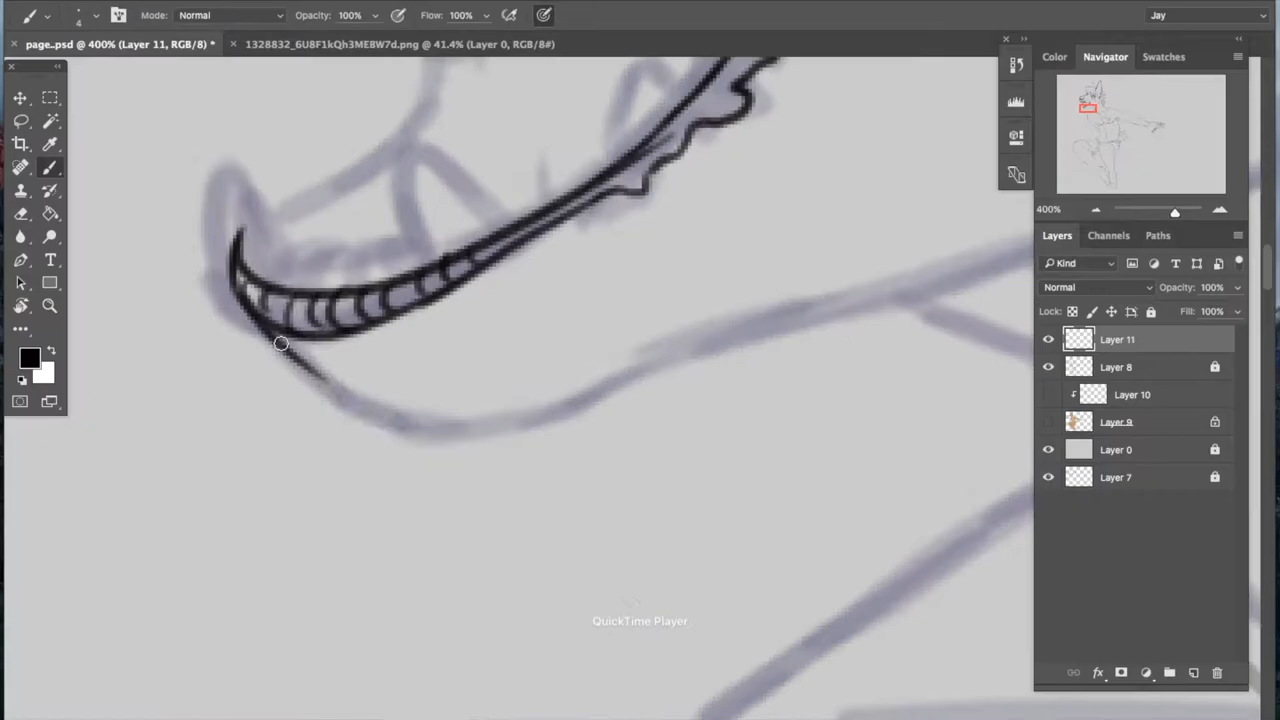 4 Mode: Normal Opacity: 100% Flow: 100% Jay
page..psd @ 400% (Layer 11, RGB/8) * 1328832_6U8F1kQh3MEBW7d.png @ 41.4% (Layer 0, RGB/8#)
Color Navigator Swatches
400%
Layers Channels Paths
Kind
Normal Opacity: 100%
Lock: Fill: 100%
Layer 11
Layer 8
Layer 10
Layer 9
Layer 0
Layer 7
fx
QuickTime Player